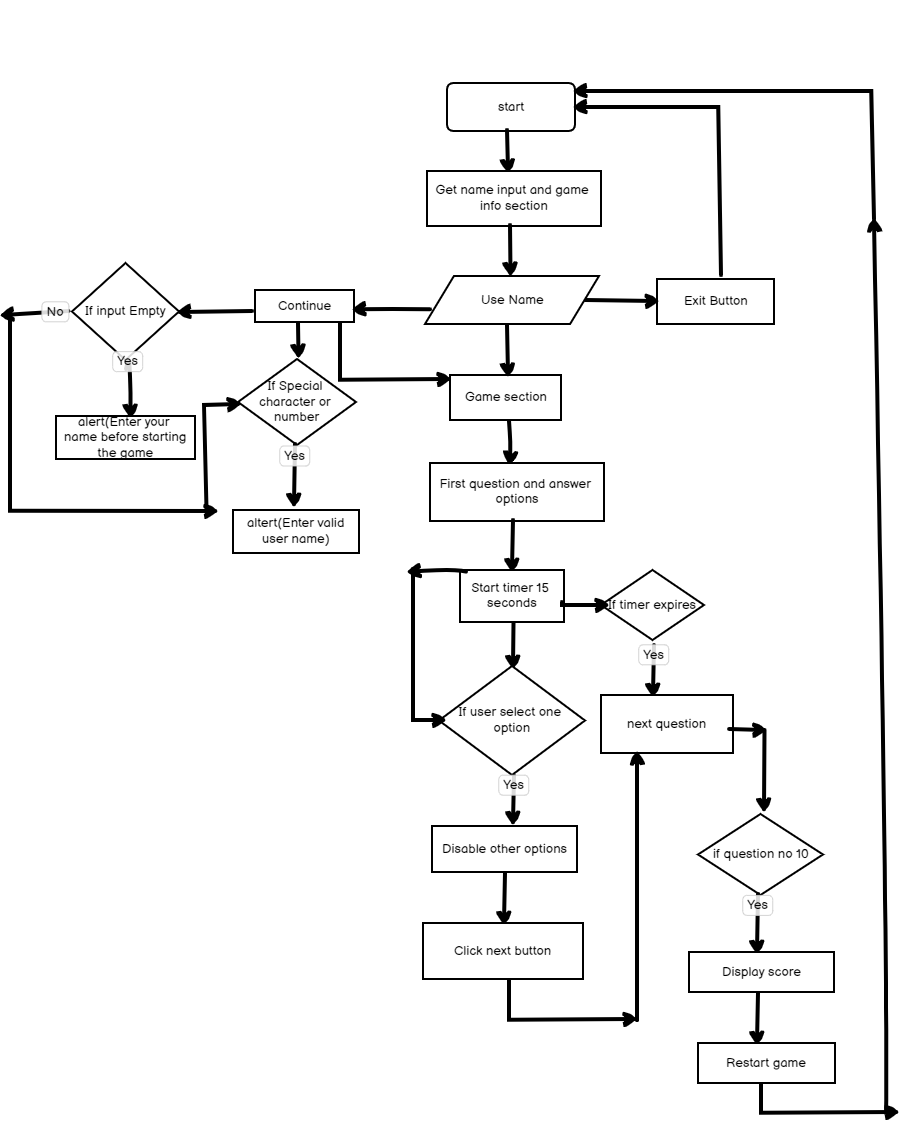 start
Get name input and game
info section
Use Name
Exit Button
Continue
If input Empty
No
Yes
alert(Enter your
name before starting
the game
If Special
character or
number
Yes
altert(Enter valid
user name)
Game section
First question and answer
options
Start timer 15
seconds
If timer expires
Yes
If user select one
option
next question
Yes
Disable other options
if question no 10
Yes
Click next button
Display score
Restart game